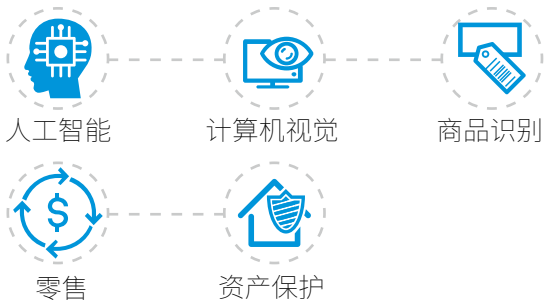 人工智能
计算机视觉
商品识别
零售
资产保护